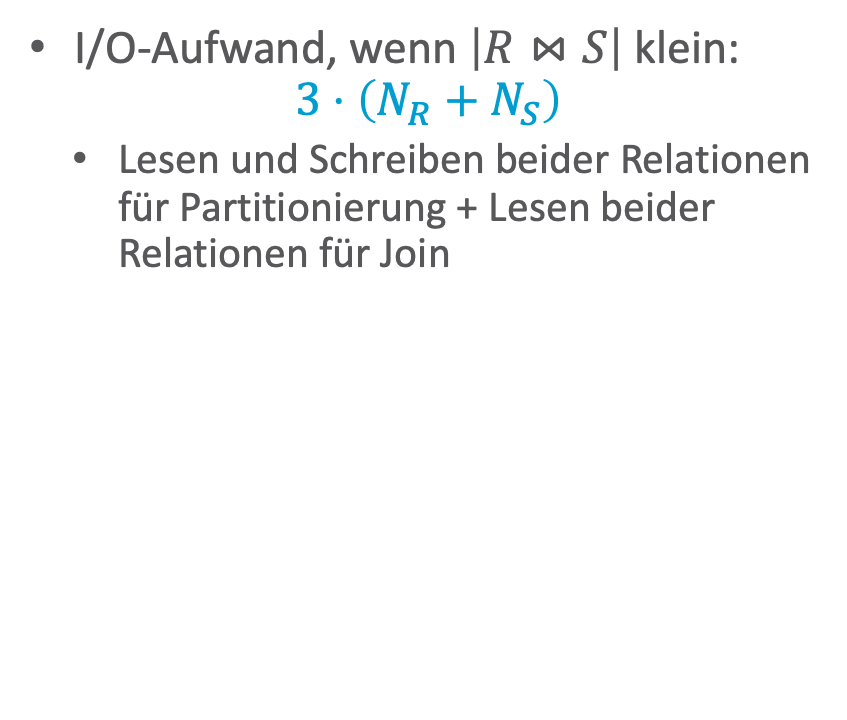 • I/O-Aufwand, wenn |R ⋈ S| klein:
3 · (N_R + N_S)
• Lesen und Schreiben beider Relationen
für Partitionierung + Lesen beider
Relationen für Join